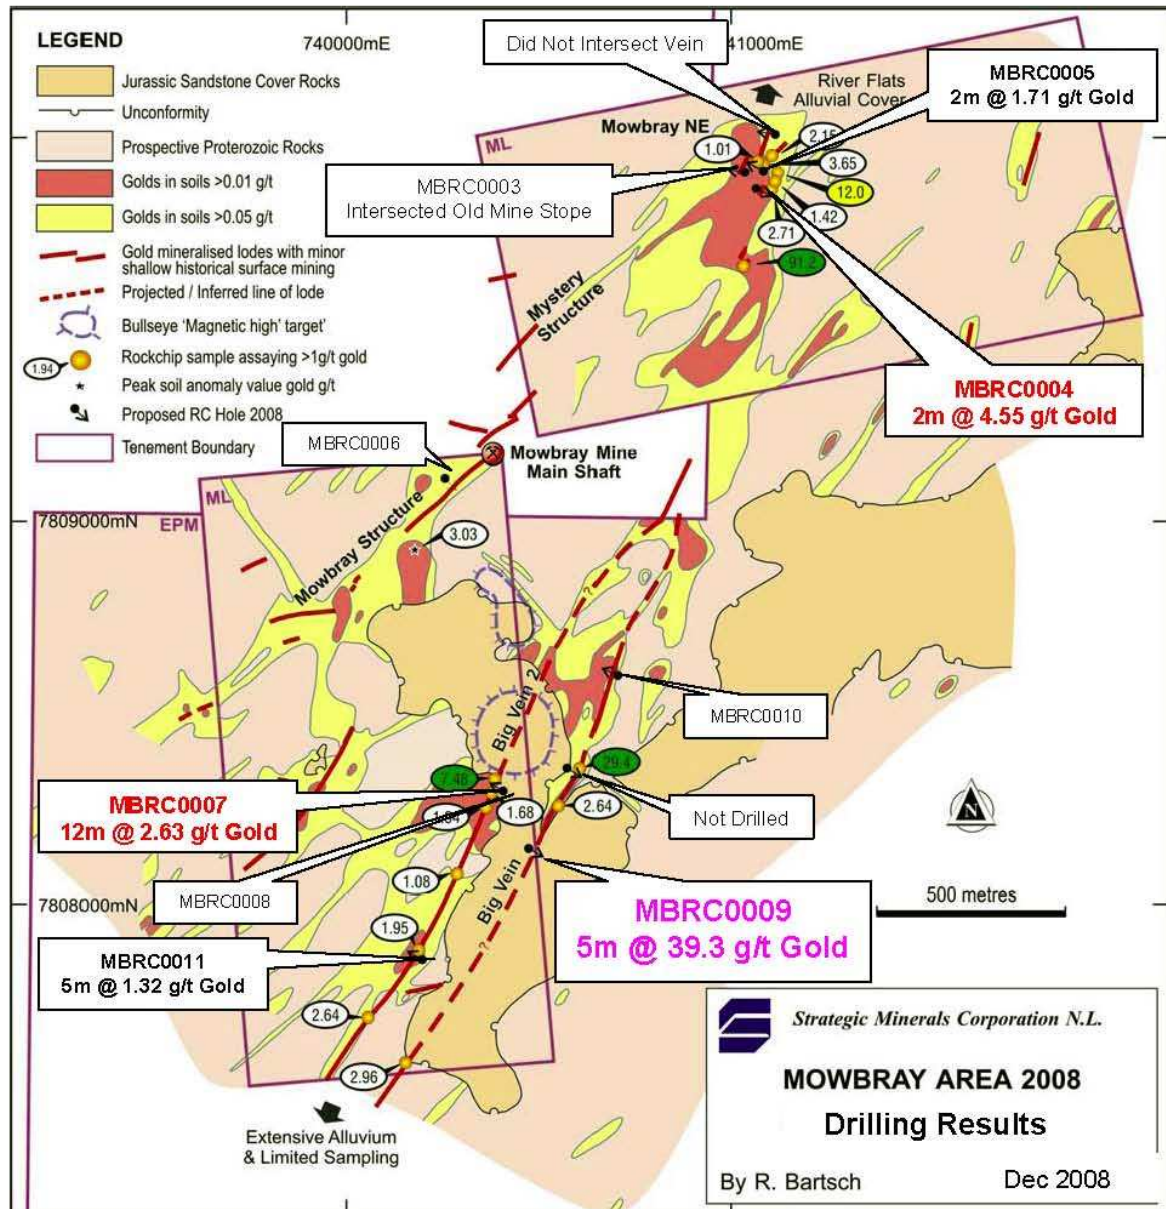 LEGEND
Jurassic Sandstone Cover Rocks
Unconformity
Prospective Proterozoic Rocks
Golds in soils >0.01 g/t
Golds in soils >0.05 g/t
Gold mineralised lodes with minor
shallow historical surface mining
Projected / Inferred line of lode
Bullseye 'Magnetic high' target'
1.94
Rockchip sample assaying >1g/t gold
Peak soil anomaly value gold g/t
Proposed RC Hole 2008
Tenement Boundary
740000mE
41000mE
Did Not Intersect Vein
River Flats
Alluvial Cover
MBRC0005
2m @ 1.71 g/t Gold
ML
Mowbray NE
1.01
2.15
3.65
12.0
1.42
2.71
91.2
MBRC0003
Intersected Old Mine Stope
Mystery
Structure
MBRC0004
2m @ 4.55 g/t Gold
MBRC0006
Mowbray Mine
Main Shaft
ML
EPM
7809000mN
Mowbray Structure
3.03
?
Big Vein 2
MBRC0010
7.48
29.4
MBRC0007
12m @ 2.63 g/t Gold
1.84
1.68
2.64
Not Drilled
MBRC0008
1.08
Big Vein
?
7808000mN
MBRC0009
5m @ 39.3 g/t Gold
500 metres
N
1.95
MBRC0011
5m @ 1.32 g/t Gold
2.64
2.96
Extensive Alluvium
& Limited Sampling
Strategic Minerals Corporation N.L.
MOWBRAY AREA 2008
Drilling Results
By R. Bartsch
Dec 2008